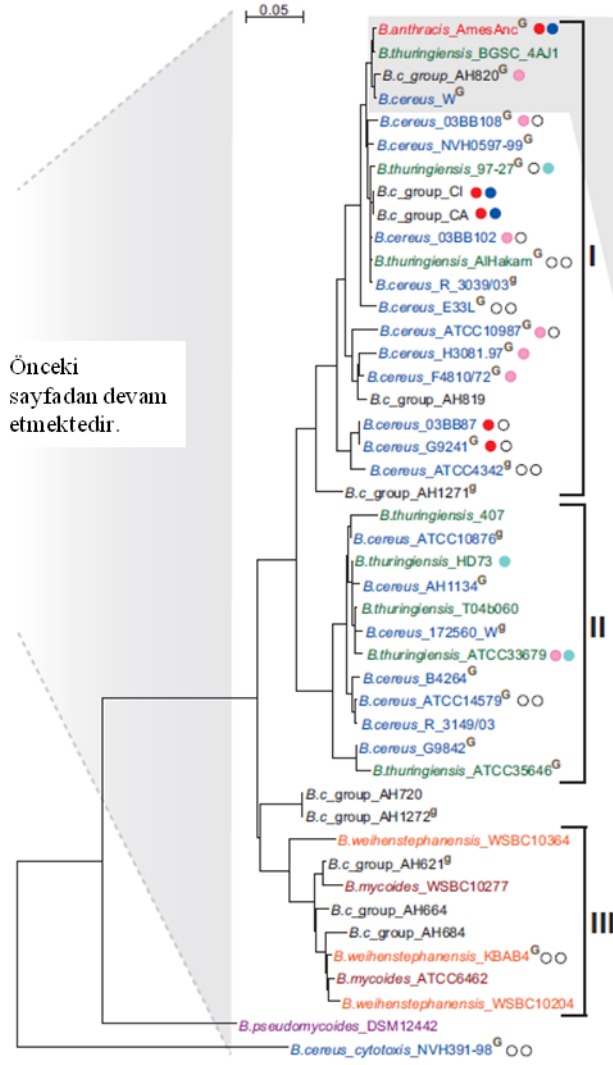 0.05
B.anthracis_AmesAnc G
B.thuringiensis_BGSC_4AJ1
B.c_group_AH820 G
B.cereus_W G
B.cereus_03BB108 G
B.cereus_NVH0597-99 G
B.thuringiensis_97-27 G
B.c_group_CI
B.c_group_CA
B.cereus_03BB102
B.thuringiensis_AlHakam G
I
B.cereus_R_3039/03 g
B.cereus_E33L G
B.cereus_ATCC10987 G
B.cereus_H3081.97 G
B.cereus_F4810/72 G
B.c_group_AH819
B.cereus_03BB87
B.cereus_G9241 G
B.cereus_ATCC4342 g
B.c_group_AH1271 g
Önceki
sayfadan devam
etmektedir.
B.thuringiensis_407
B.cereus_ATCC10876 g
B.thuringiensis_HD73
B.cereus_AH1134 G
B.thuringiensis_T04b060
B.cereus_172560_W g
II
B.thuringiensis_ATCC33679
B.cereus_B4264 G
B.cereus_ATCC14579 G
B.cereus_R_3149/03
B.cereus_G9842 G
B.thuringiensis_ATCC35646 G
B.c_group_AH720
B.c_group_AH1272 g
B.weihenstephanensis_WSBC10364
B.c_group_AH621 g
B.mycoides_WSBC10277
B.c_group_AH664
III
B.c_group_AH684
B.weihenstephanensis_KBAB4 G
B.mycoides_ATCC6462
B.weihenstephanensis_WSBC10204
B.pseudomycoides_DSM12442
B.cereus_cytotoxis_NVH391-98 G